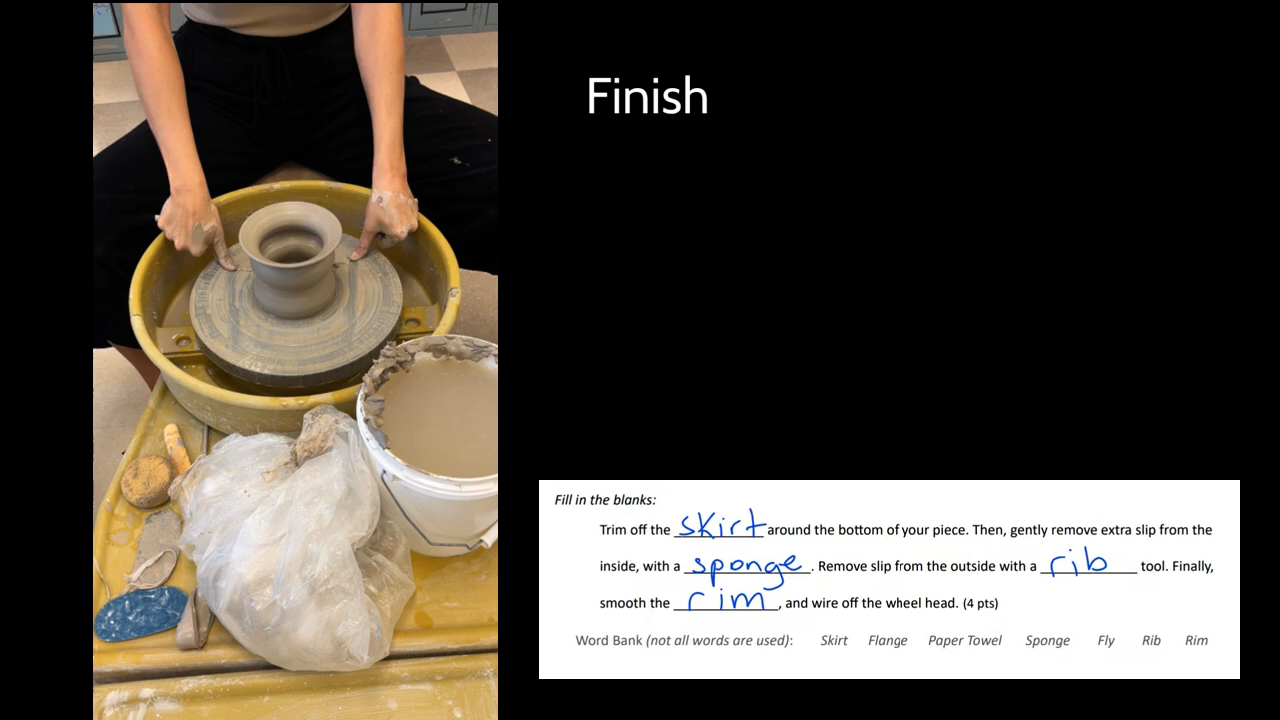 Finish
Fill in the blanks:
Trim off the skirt around the bottom of your piece. Then, gently remove extra slip from the
inside, with a sponge. Remove slip from the outside with a rib tool. Finally,
smooth the rim, and wire off the wheel head. (4 pts)
Word Bank (not all words are used): Skirt Flange Paper Towel Sponge Fly Rib Rim